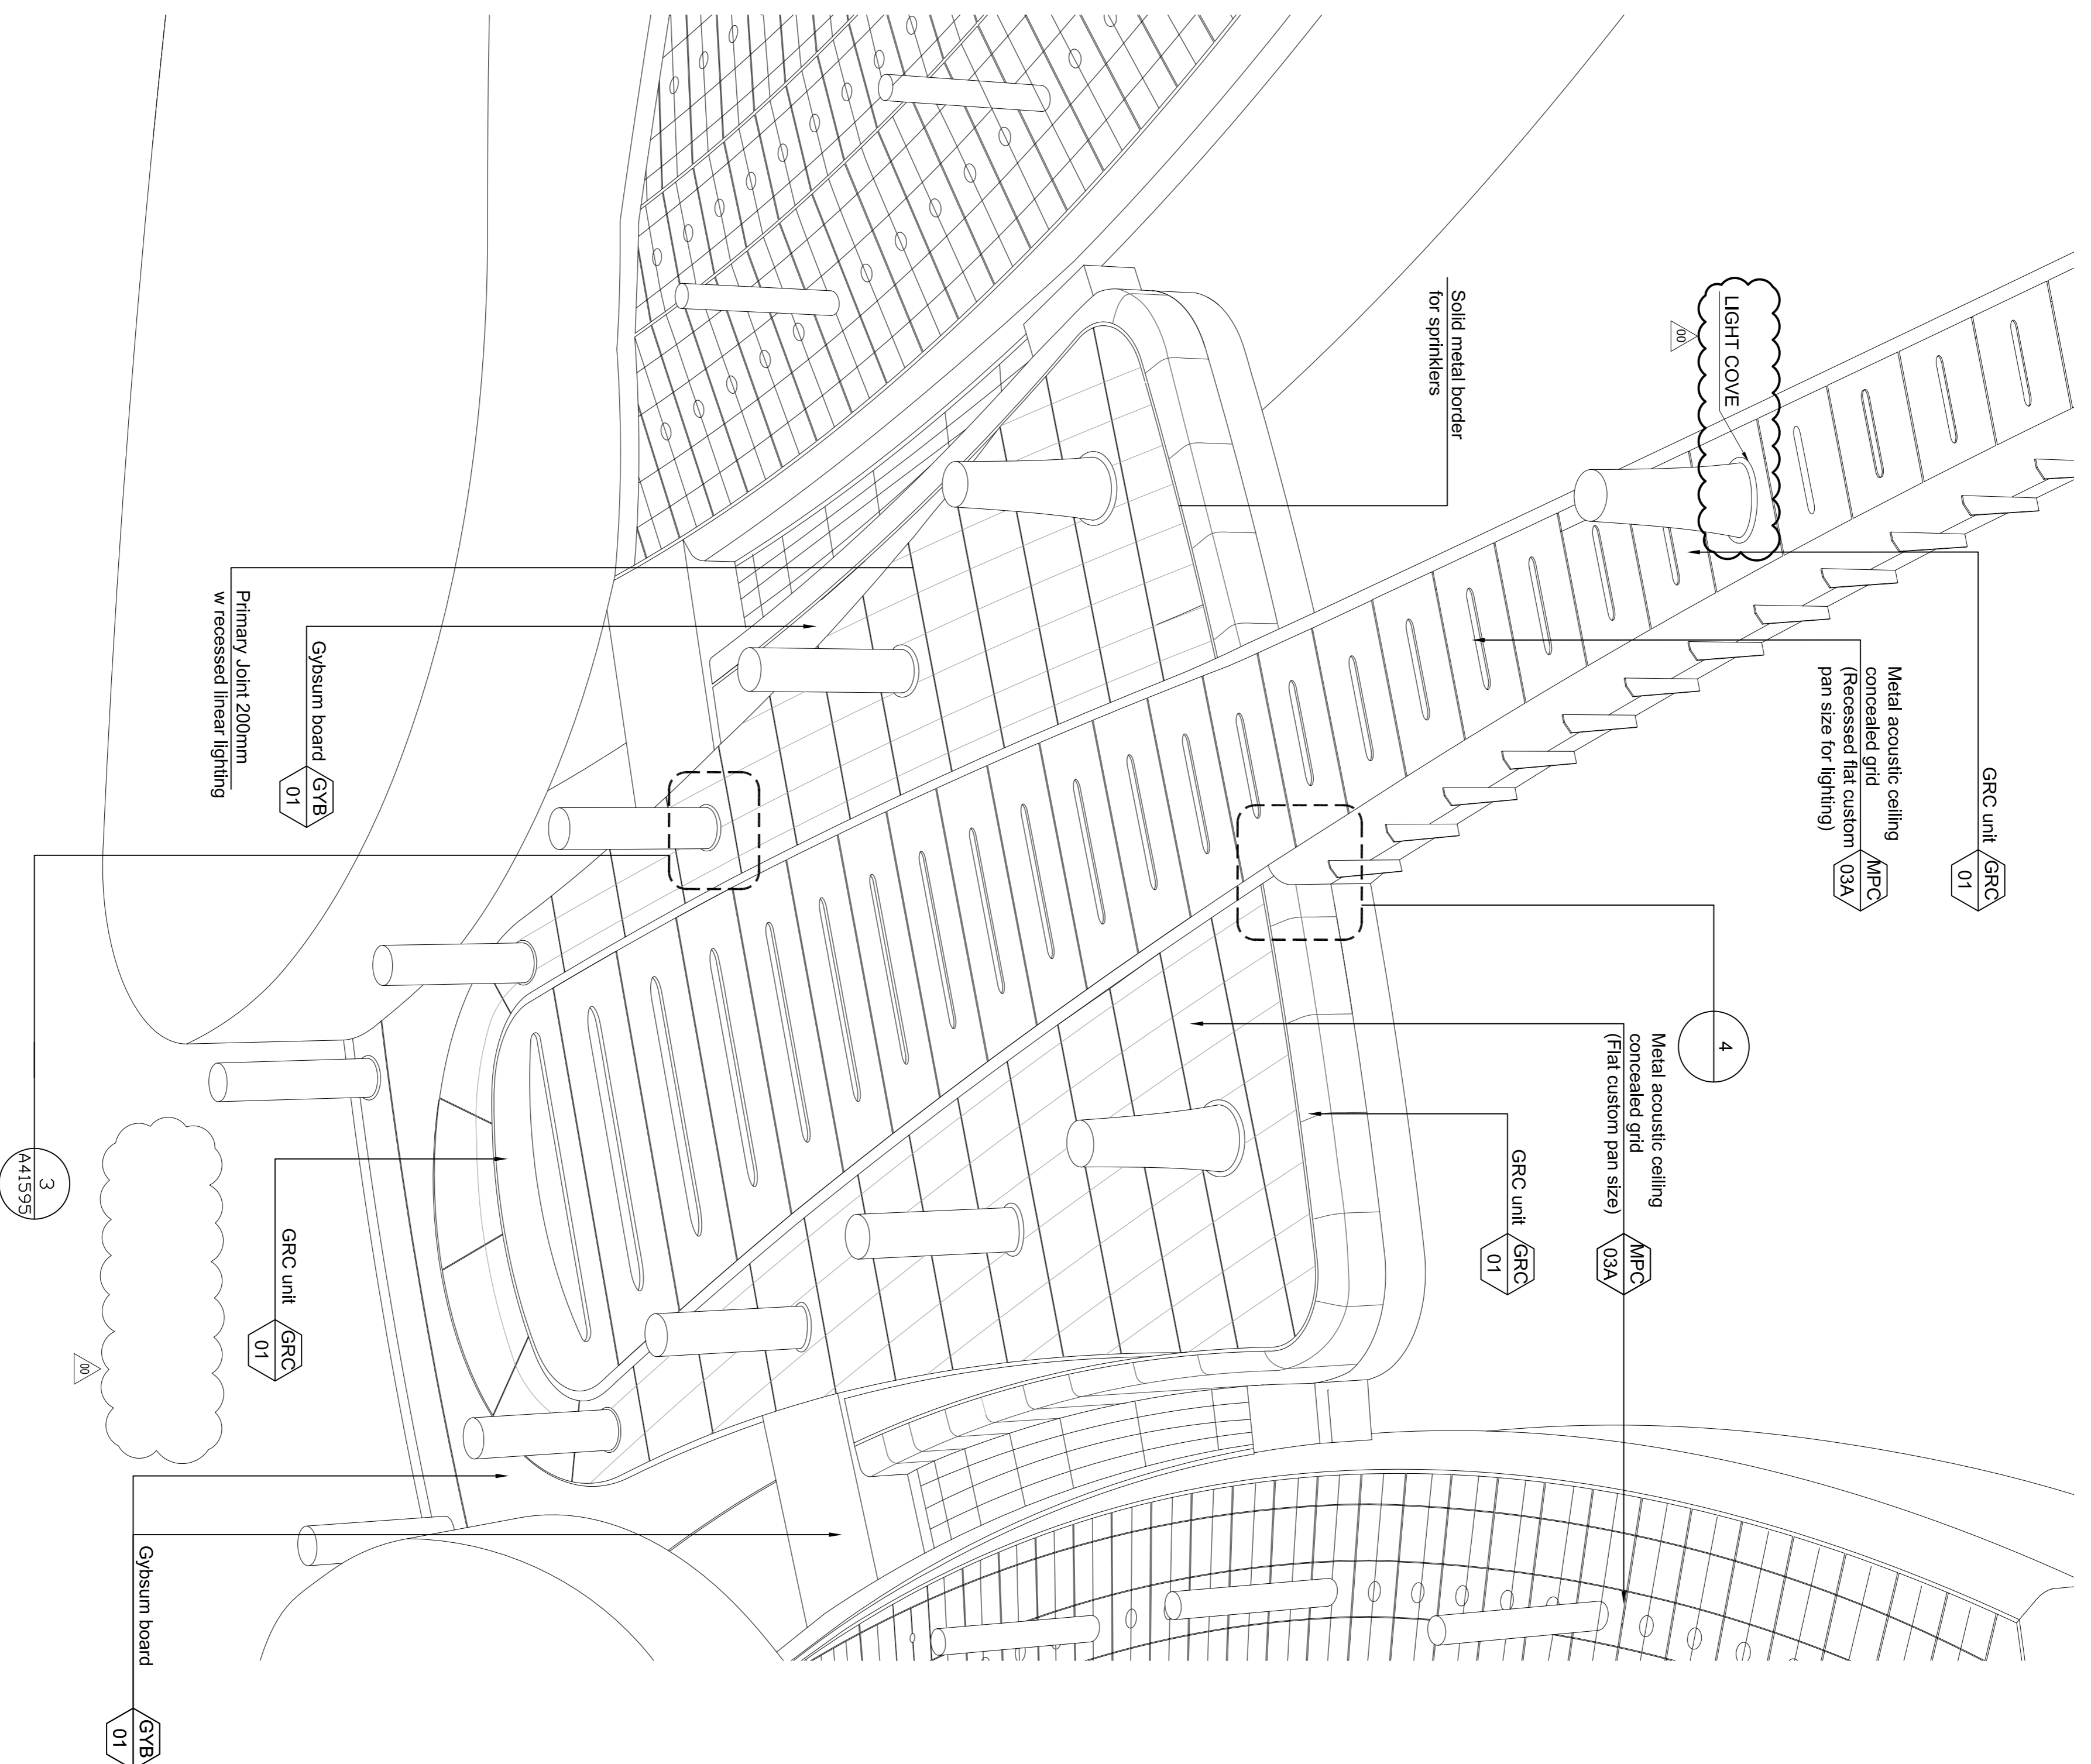 GRC unit
GRC
01
Metal acoustic ceiling
concealed grid
(Recessed flat custom
pan size for lighting)
MPC
03A
LIGHT COVE
00
Solid metal border
for sprinklers
4
Metal acoustic ceiling
concealed grid
(Flat custom pan size)
MPC
03A
GRC unit
GRC
01
Gybsum board
GYB
01
Primary Joint 200mm
w recessed linear lighting
3
A41595
GRC unit
GRC
01
00
Gybsum board
GYB
01